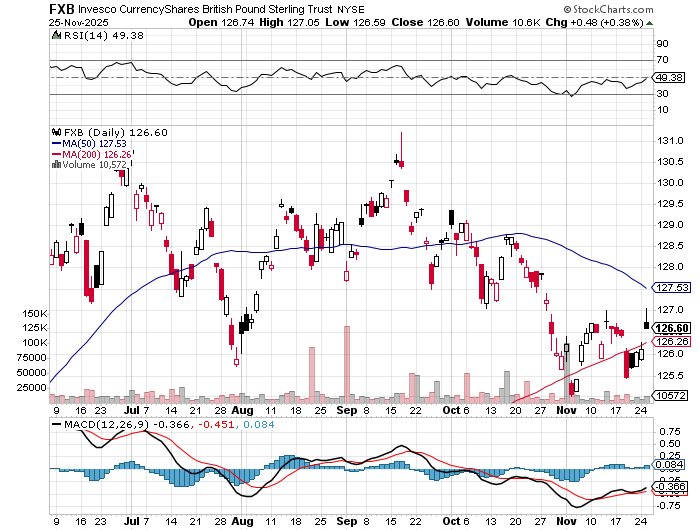 FXB Invesco CurrencyShares British Pound Sterling Trust NYSE © StockCharts.com
25-Nov-2025 Open 126.74 High 127.05 Low 126.59 Close 126.60 Volume 10.6K Chg +0.48 (+0.38%)
RSI(14) 49.38
90
70
49.38
30
10
FXB (Daily) 126.60
MA(50) 127.53
MA(200) 126.26
Volume 10,572
131.0
130.5
130.0
129.5
129.0
128.5
128.0
127.53
127.0
126.60
126.26
126.0
125.5
10572
150K
125K
100K
75000
50000
25000
9 16 23 Jul 7 14 21 28 Aug 11 18 25 Sep 8 15 22 Oct 6 13 20 27 Nov 10 17 24
MACD(12,26,9) -0.366, -0.451, 0.084
0.75
0.50
0.25
0.084
0.00
-0.25
-0.366
-0.75
9 16 23 Jul 7 14 21 28 Aug 11 18 25 Sep 8 15 22 Oct 6 13 20 27 Nov 10 17 24